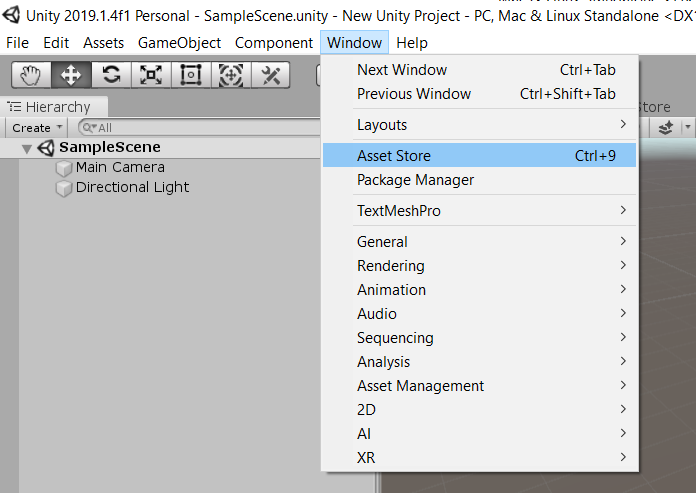 Unity 2019.1.4f1 Personal - SampleScene.unity - New Unity Project - PC, Mac & Linux Standalone <DX1
File Edit Assets GameObject Component Window Help
Next Window Ctrl+Tab
Previous Window Ctrl+Shift+Tab
Hierarchy
Store
Create
All
Layouts
SampleScene
Asset Store Ctrl+9
Main Camera
Package Manager
Directional Light
TextMeshPro
General
Rendering
Animation
Audio
Sequencing
Analysis
Asset Management
2D
AI
XR